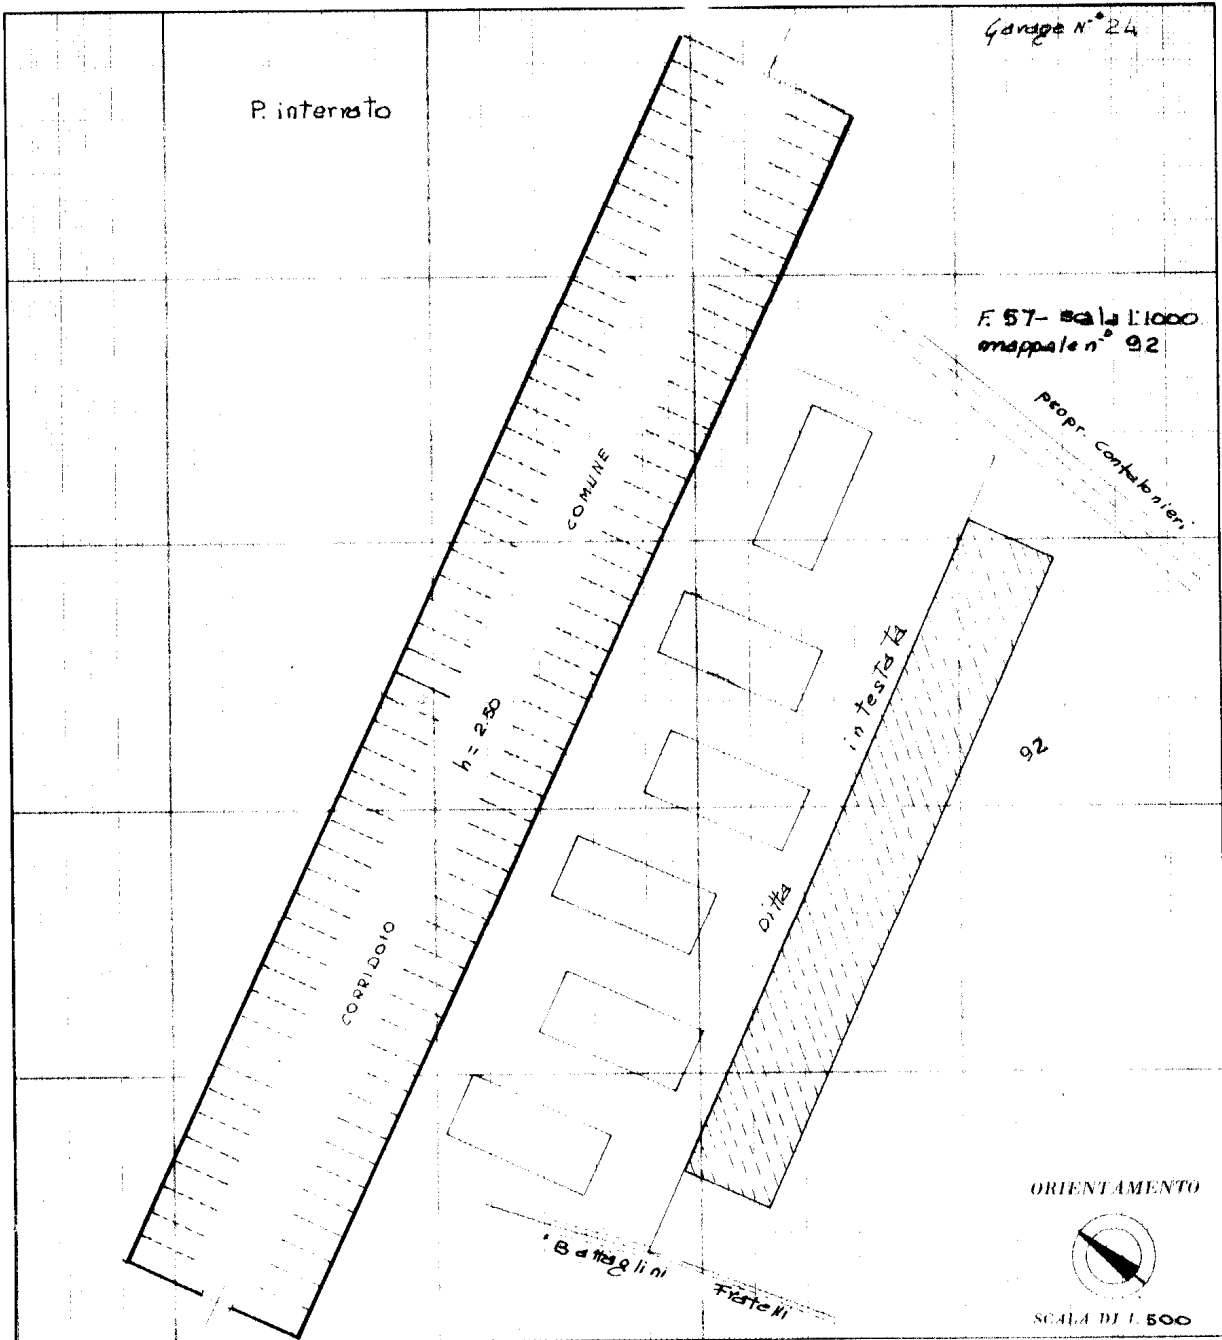 Garage N° 24
P. interrato
F. 57- scala 1:1000
mappale n° 92
propr. Confalonieri
COMUNE
intestata
h = 2.50
92
Ditta
CORRIDOIO
ORIENTAMENTO
Battaglini
Fratelli
SCALA DI 1: 500